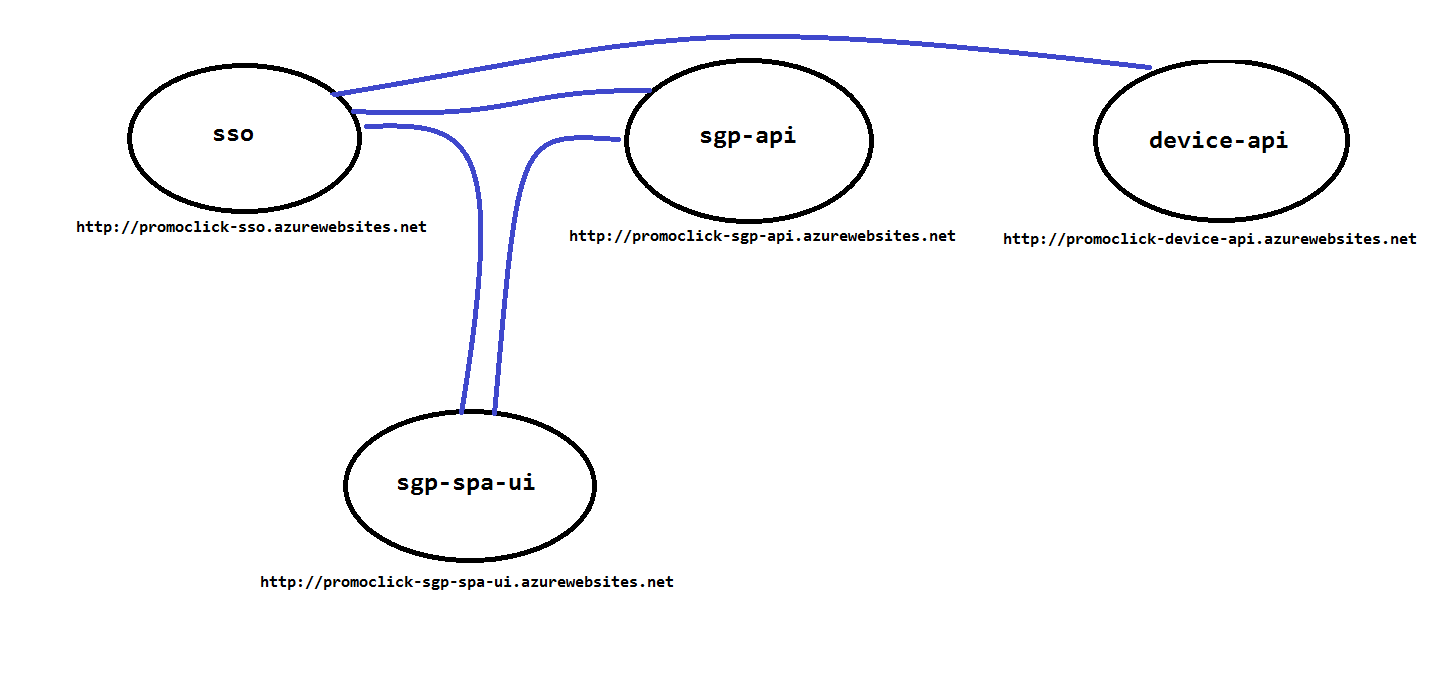 sso
sgp-api
device-api
http://promoclick-sso.azurewebsites.net
http://promoclick-sgp-api.azurewebsites.net
http://promoclick-device-api.azurewebsites.net
sgp-spa-ui
http://promoclick-sgp-spa-ui.azurewebsites.net